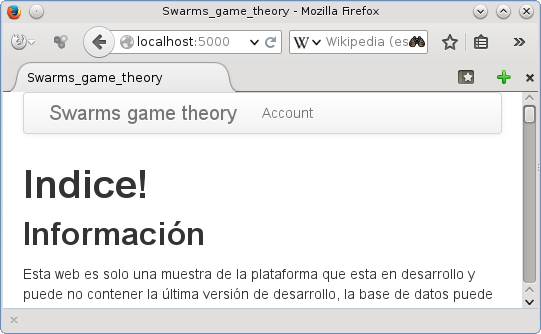 Swarms_game_theory - Mozilla Firefox
localhost:5000
W Wikipedia (es
Swarms_game_theory
Swarms game theory Account
Indice!
Información
Esta web es solo una muestra de la plataforma que esta en desarrollo y
puede no contener la última versión de desarrollo, la base de datos puede